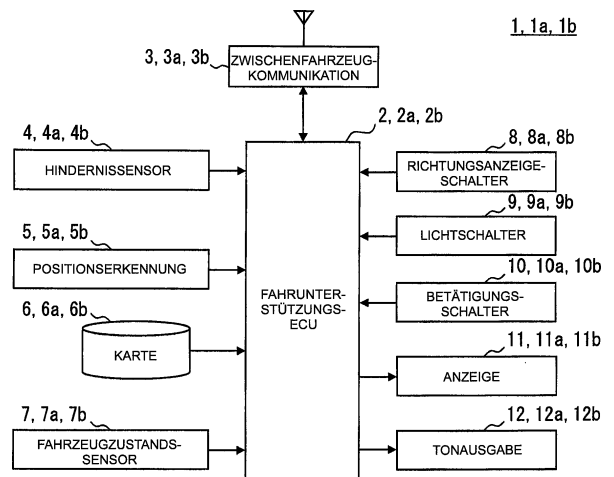 1, 1a, 1b
3, 3a, 3b
ZWISCHENFAHRZEUG-
KOMMUNIKATION
2, 2a, 2b
4, 4a, 4b
HINDERNISSENSOR
8, 8a, 8b
RICHTUNGSANZEIGE-
SCHALTER
5, 5a, 5b
POSITIONSERKENNUNG
9, 9a, 9b
LICHTSCHALTER
6, 6a, 6b
KARTE
FAHRUNTER-
STÜTZUNGS-
ECU
10, 10a, 10b
BETÄTIGUNGS-
SCHALTER
11, 11a, 11b
ANZEIGE
7, 7a, 7b
FAHRZEUGZUSTANDS-
SENSOR
12, 12a, 12b
TONAUSGABE